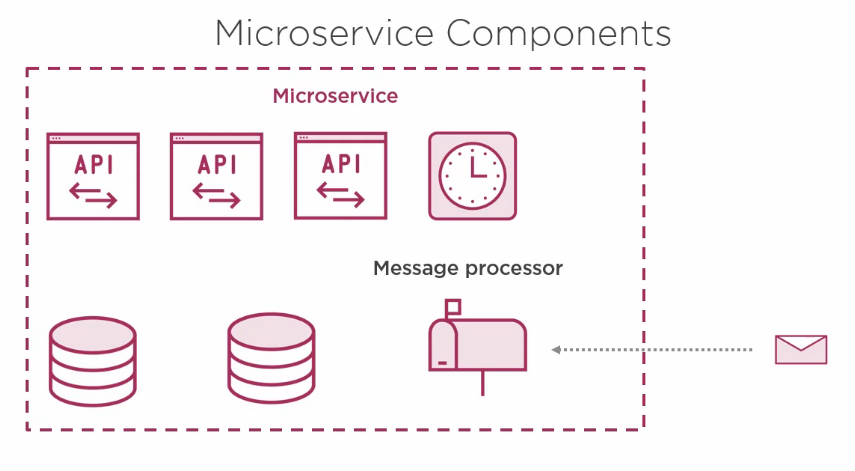 Microservice Components
Microservice
API
API
API
Message processor